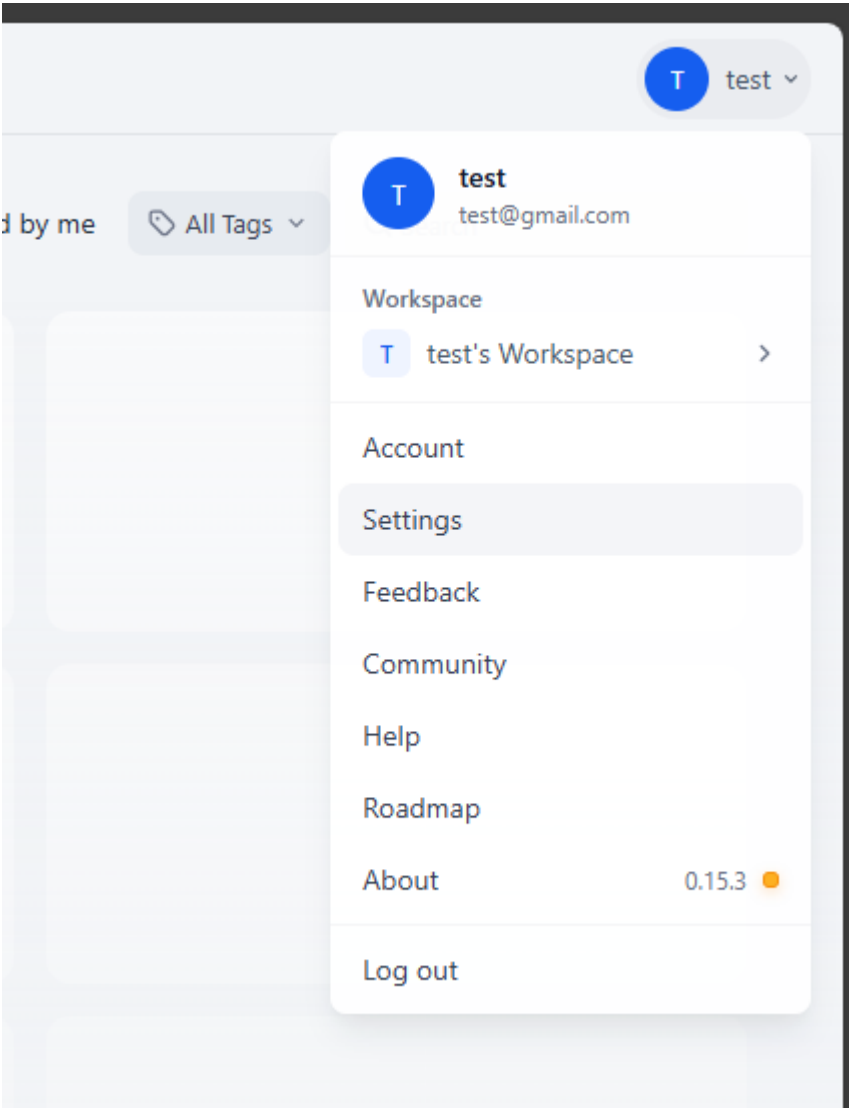 T test
T test
test@gmail.com
d by me All Tags
Workspace
T test's Workspace
Account
Settings
Feedback
Community
Help
Roadmap
About 0.15.3
Log out